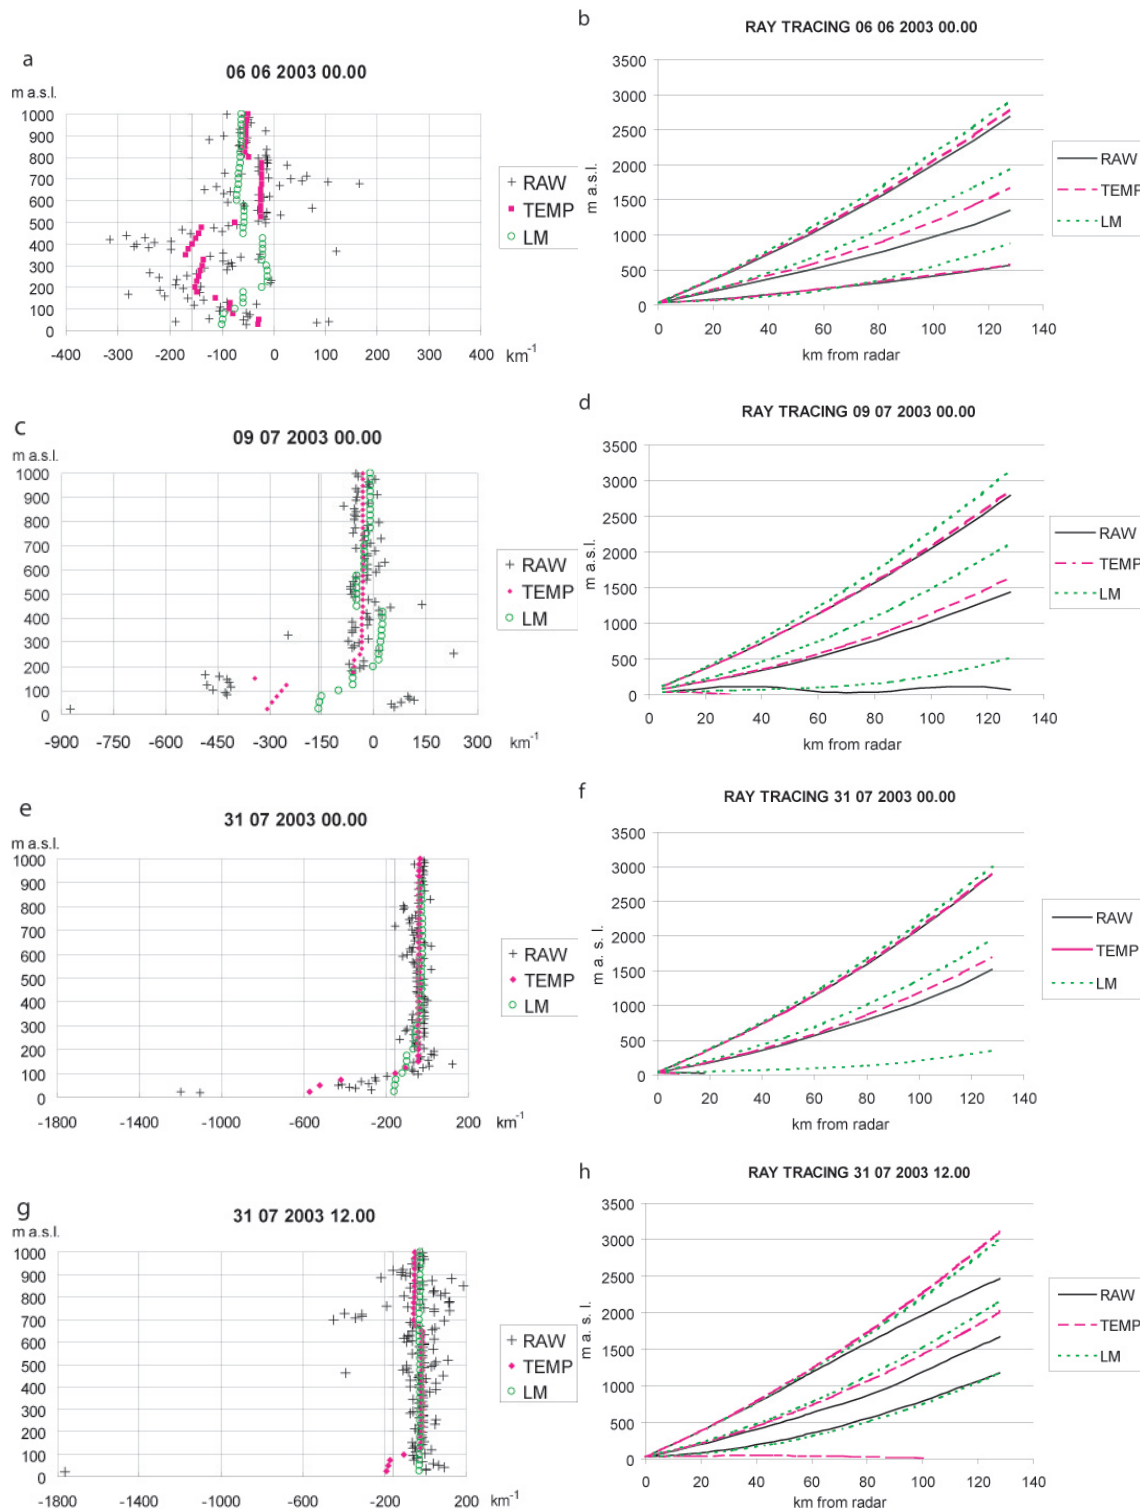 a
06 06 2003 00.00
m a.s.l.
1000
900
800
700
600
500
400
300
200
100
0
-400 -300 -200 -100 0 100 200 300 400
km-1
RAW
TEMP
LM
b
RAY TRACING 06 06 2003 00.00
m a.s.l.
3500
3000
2500
2000
1500
1000
500
0
0 20 40 60 80 100 120 140
km from radar
RAW
TEMP
LM
c
09 07 2003 00.00
m a.s.l.
1000
900
800
700
600
500
400
300
200
100
0
-900 -750 -600 -450 -300 -150 0 150 300
km-1
RAW
TEMP
LM
d
RAY TRACING 09 07 2003 00.00
m a.s.l.
3500
3000
2500
2000
1500
1000
500
0
0 20 40 60 80 100 120 140
km from radar
RAW
TEMP
LM
e
31 07 2003 00.00
m a.s.l.
1000
900
800
700
600
500
400
300
200
100
0
-1800 -1400 -1000 -600 -200 200
km-1
RAW
TEMP
LM
f
RAY TRACING 31 07 2003 00.00
m a. s. l.
3500
3000
2500
2000
1500
1000
500
0
0 20 40 60 80 100 120 140
km from radar
RAW
TEMP
LM
g
31 07 2003 12.00
m a.s.l.
1000
900
800
700
600
500
400
300
200
100
0
-1800 -1400 -1000 -600 -200 200
km-1
RAW
TEMP
LM
h
RAY TRACING 31 07 2003 12.00
m a. s. l.
3500
3000
2500
2000
1500
1000
500
0
0 20 40 60 80 100 120 140
km from radar
RAW
TEMP
LM